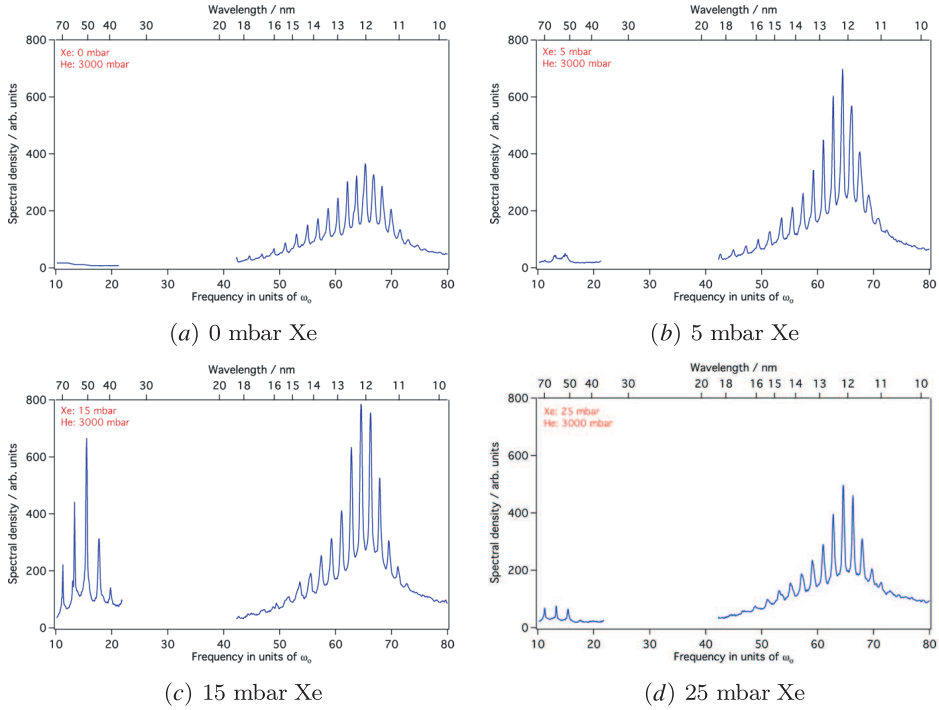 Wavelength / nm
70 50 40 30 20 18 16 15 14 13 12 11 10
800
600
400
200
0
Spectral density / arb. units
Xe: 0 mbar
He: 3000 mbar
10 20 30 40 50 60 70 80
Frequency in units of ω₀
(a) 0 mbar Xe
Wavelength / nm
70 50 40 30 20 18 16 15 14 13 12 11 10
800
600
400
200
0
Spectral density / arb. units
Xe: 5 mbar
He: 3000 mbar
10 20 30 40 50 60 70 80
Frequency in units of ω₀
(b) 5 mbar Xe
Wavelength / nm
70 50 40 30 20 18 16 15 14 13 12 11 10
800
600
400
200
0
Spectral density / arb. units
Xe: 15 mbar
He: 3000 mbar
10 20 30 40 50 60 70 80
Frequency in units of ω₀
(c) 15 mbar Xe
Wavelength / nm
70 50 40 30 20 18 16 15 14 13 12 11 10
800
600
400
200
0
Spectral density / arb. units
Xe: 25 mbar
He: 3000 mbar
10 20 30 40 50 60 70 80
Frequency in units of ω₀
(d) 25 mbar Xe